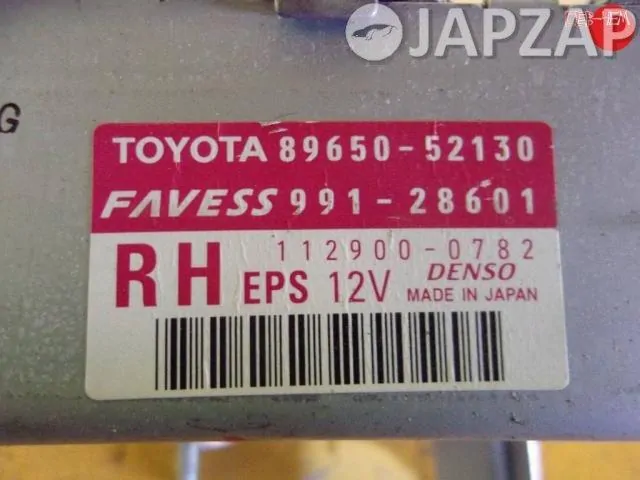 JAPZAP
G
TOYOTA 89650-52130
FAVESS 991-28601
RH EPS 12V
112900-0782
DENSO
MADE IN JAPAN